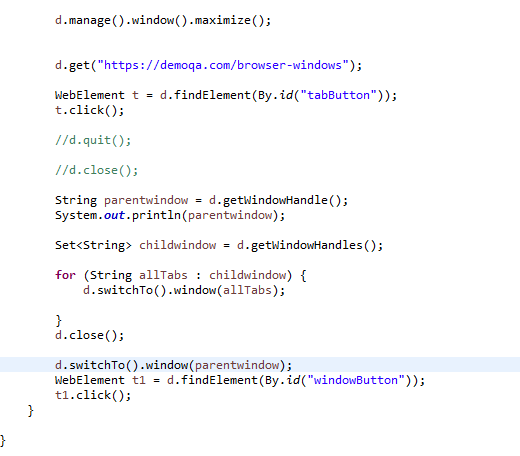 d.manage().window().maximize();
d.get("https://demoqa.com/browser-windows");
WebElement t = d.findElement(By.id("tabButton"));
t.click();
//d.quit();
//d.close();
String parentwindow = d.getWindowHandle();
System.out.println(parentwindow);
Set<String> childwindow = d.getWindowHandles();
for (String allTabs : childwindow) {
d.switchTo().window(allTabs);
}
d.close();
d.switchTo().window(parentwindow);
WebElement t1 = d.findElement(By.id("windowButton"));
t1.click();
}
}